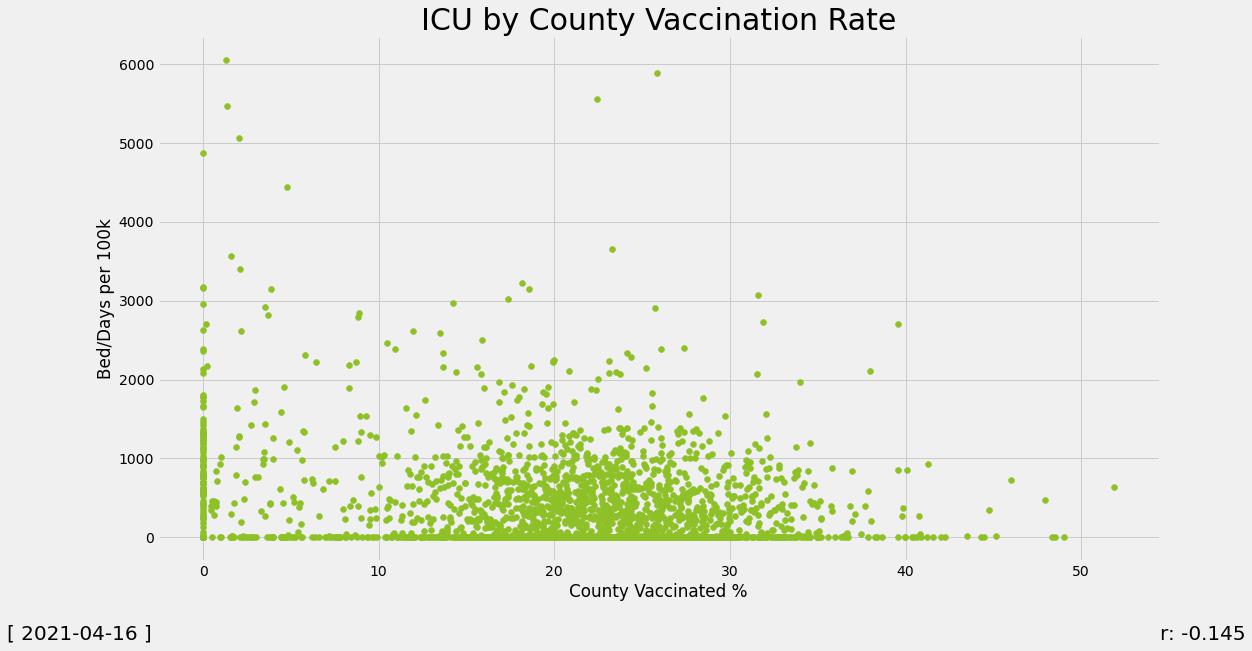 ICU by County Vaccination Rate
6000
5000
4000
3000
2000
1000
0
Bed/Days per 100k
0 10 20 30 40 50
County Vaccinated %
[ 2021-04-16 ]
r: -0.145